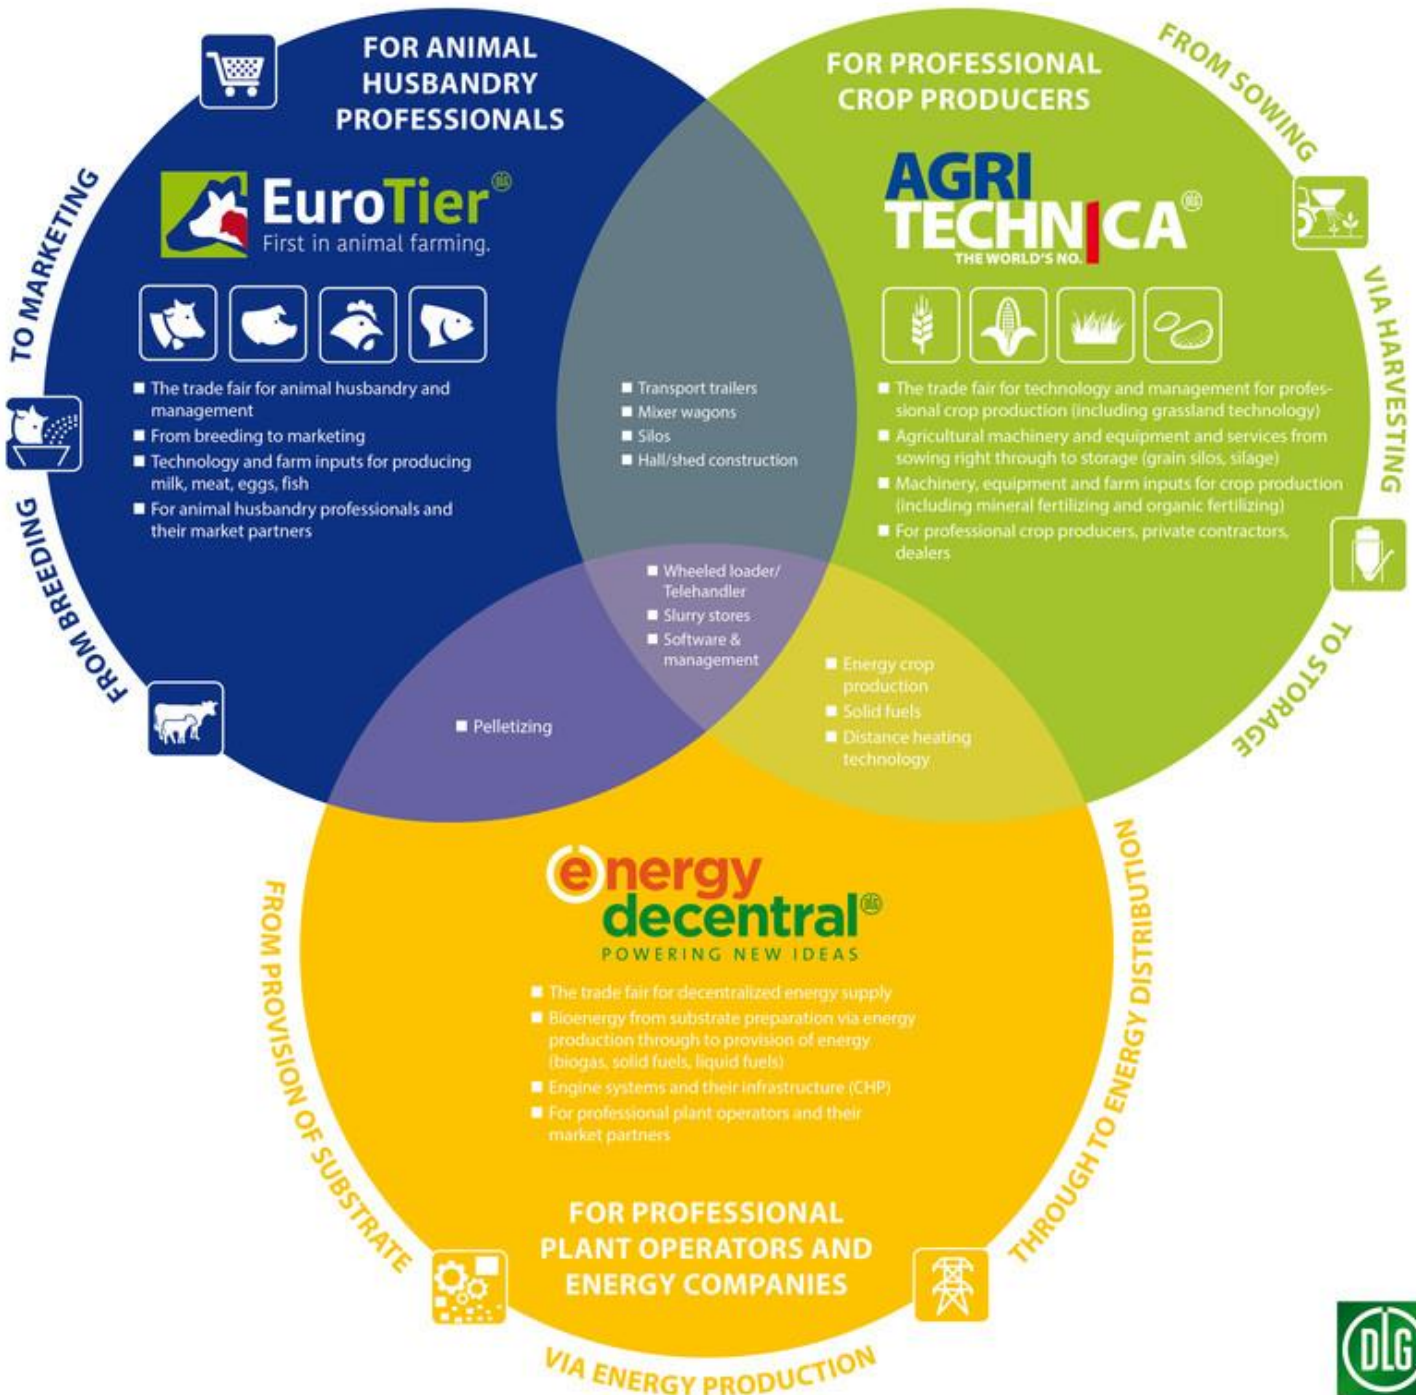 FOR ANIMAL
HUSBANDRY
PROFESSIONALS
EuroTier
DLG
First in animal farming.
TO MARKETING
FROM BREEDING
The trade fair for animal husbandry and
management
From breeding to marketing
Technology and farm inputs for producing
milk, meat, eggs, fish
For animal husbandry professionals and
their market partners
Transport trailers
Mixer wagons
Silos
Hall/shed construction
FOR PROFESSIONAL
CROP PRODUCERS
AGRI
TECHNICA
DLG
THE WORLD'S NO.
FROM SOWING
VIA HARVESTING
TO STORAGE
The trade fair for technology and management for profes-
sional crop production (including grassland technology)
Agricultural machinery and equipment and services from
sowing right through to storage (grain silos, silage)
Machinery, equipment and farm inputs for crop production
(including mineral fertilizing and organic fertilizing)
For professional crop producers, private contractors,
dealers
Wheeled loader/
Telehandler
Slurry stores
Software &
management
Pelletizing
Energy crop
production
Solid fuels
Distance heating
technology
energy
decentral
DLG
POWERING NEW IDEAS
The trade fair for decentralized energy supply
Bioenergy from substrate preparation via energy
production through to provision of energy
(biogas, solid fuels, liquid fuels)
Engine systems and their infrastructure (CHP)
For professional plant operators and their
market partners
FOR PROFESSIONAL
PLANT OPERATORS AND
ENERGY COMPANIES
FROM PROVISION OF SUBSTRATE
VIA ENERGY PRODUCTION
THROUGH TO ENERGY DISTRIBUTION
DLG